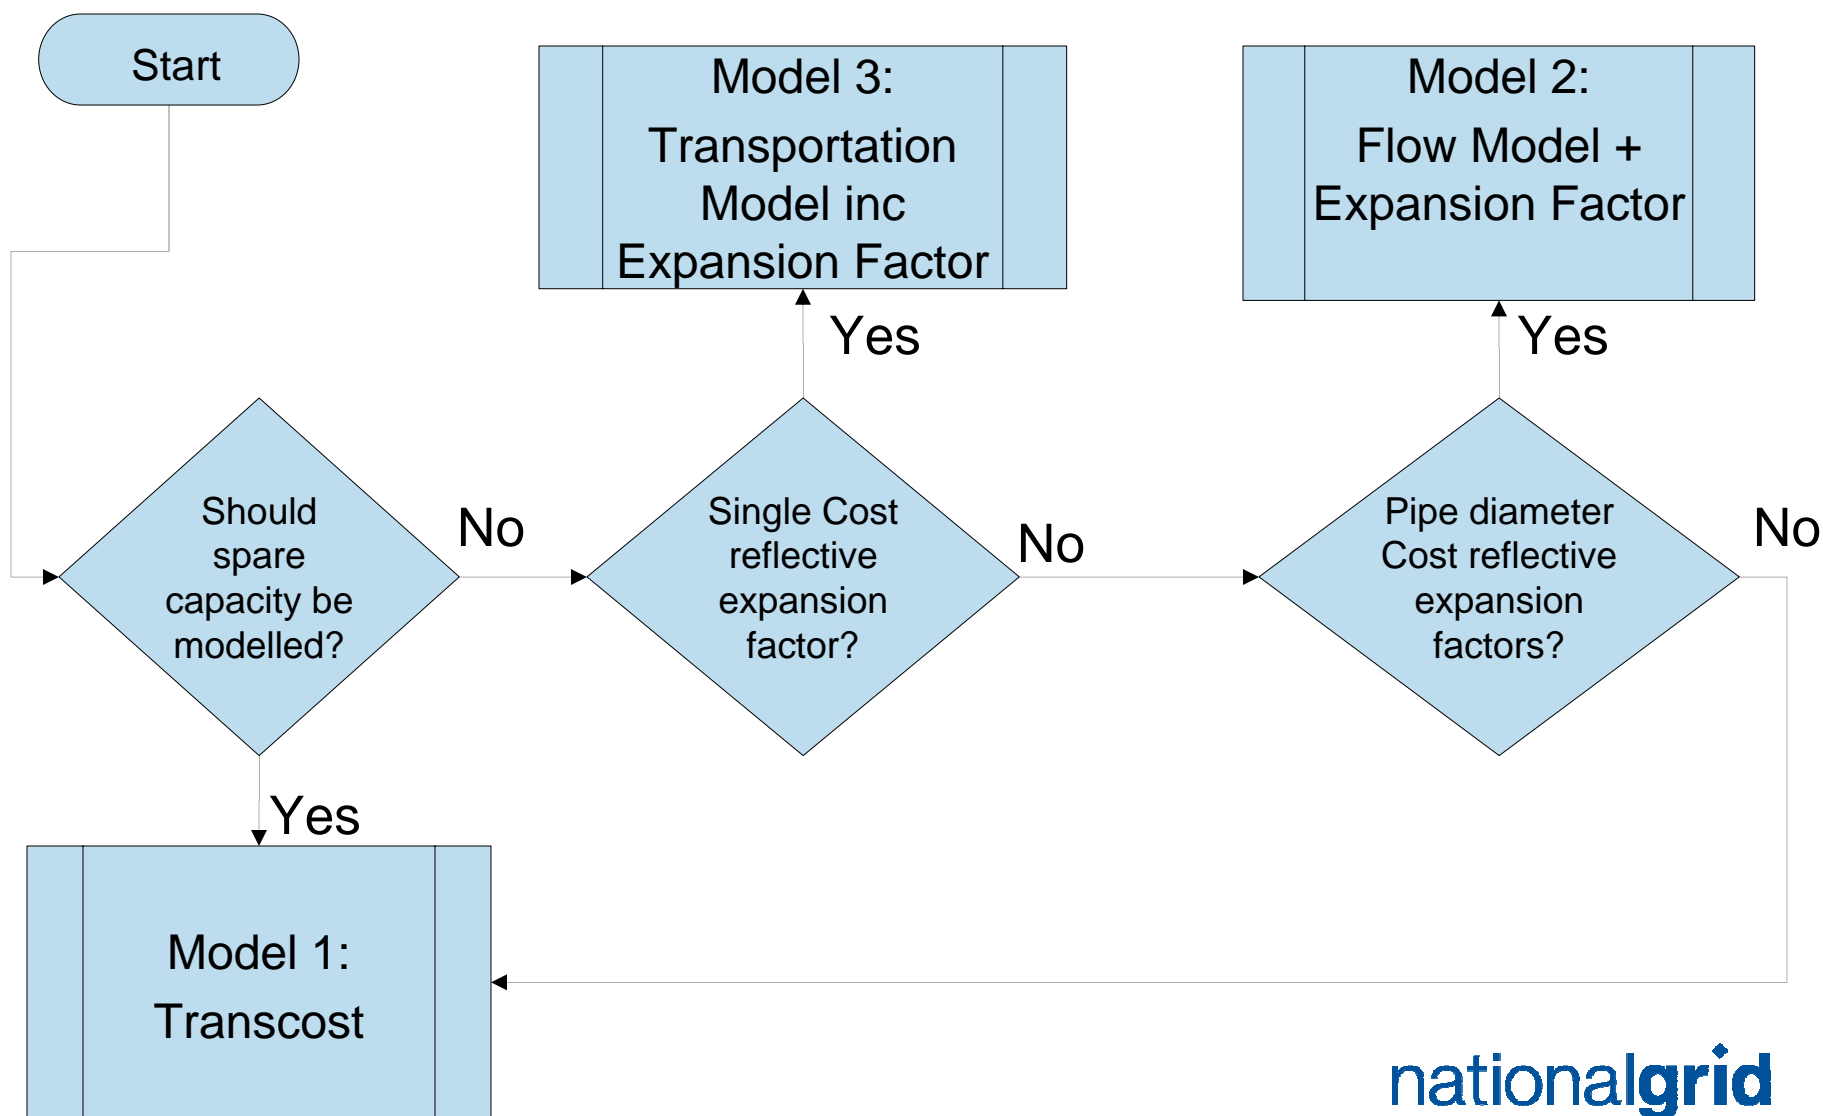 Start
Model 3:
Transportation
Model inc
Expansion Factor
Model 2:
Flow Model +
Expansion Factor
Yes
Yes
Should
spare
capacity be
modelled?
No
Single Cost
reflective
expansion
factor?
No
Pipe diameter
Cost reflective
expansion
factors?
No
Yes
Model 1:
Transcost
nationalgrid